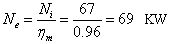 Nₑ = Nᵢ/ηₘ = 67/0.96 = 69 KW